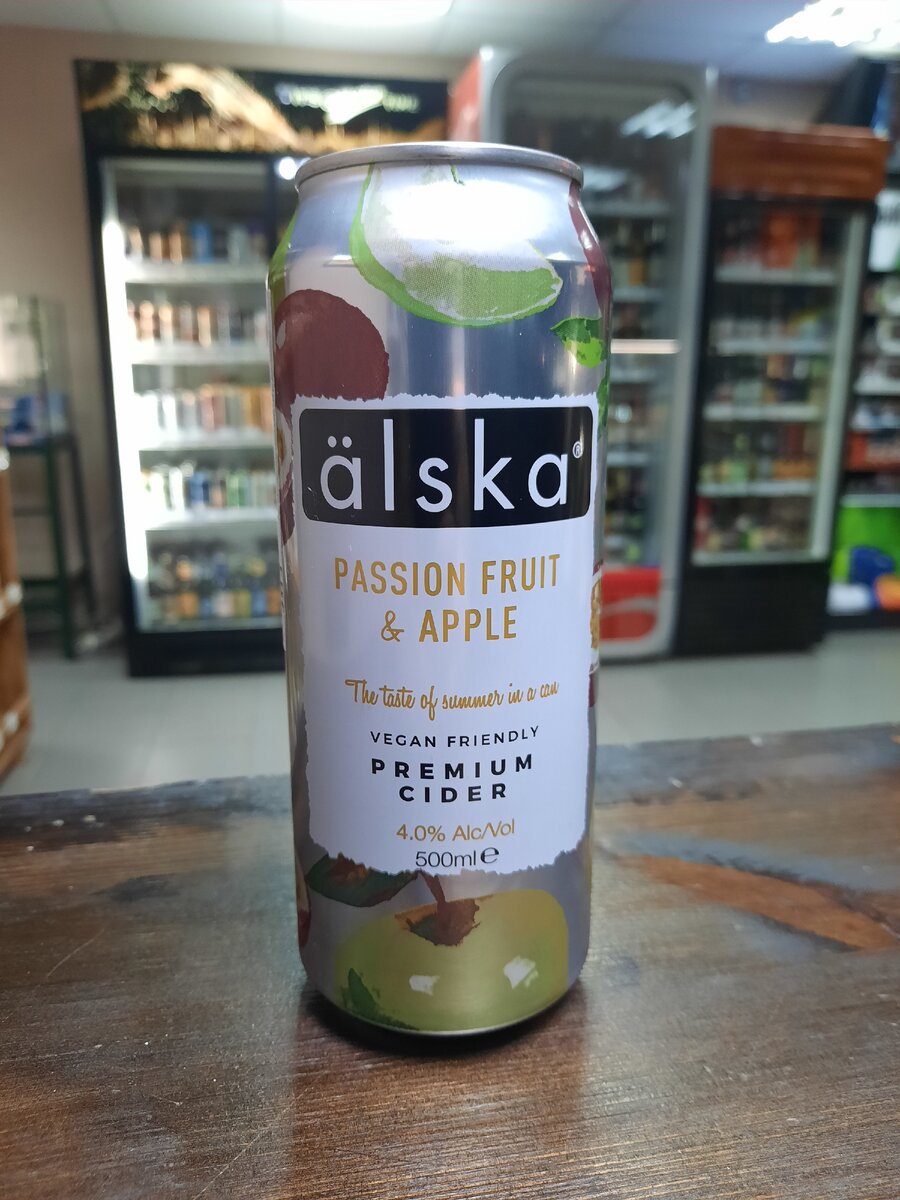 älska®
PASSION FRUIT
& APPLE
The taste of summer in a can
VEGAN FRIENDLY
PREMIUM
CIDER
4.0% Alc/Vol
500ml e